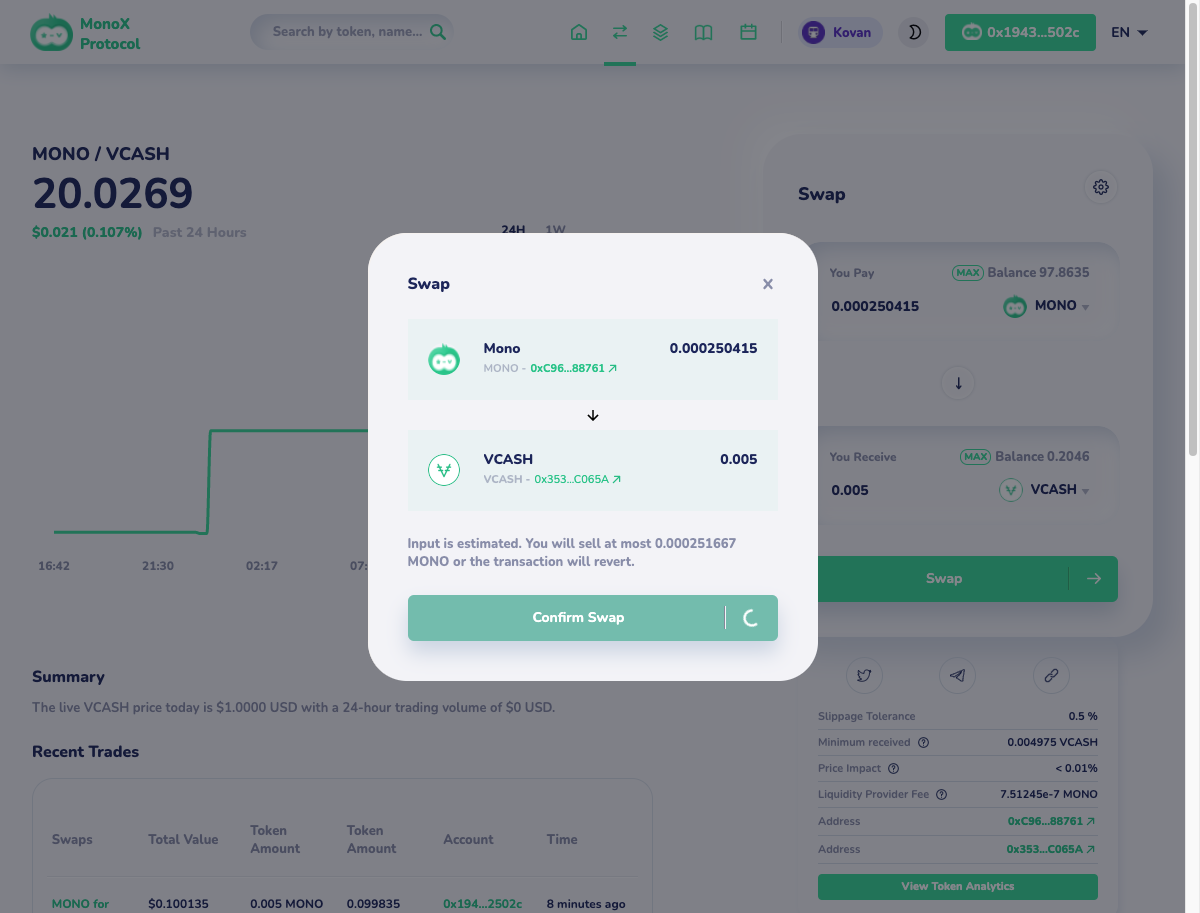 MonoX
Protocol
Search by token, name...
Kovan
0x1943...502c
EN
MONO / VCASH
20.0269
$0.021 (0.107%) Past 24 Hours
24H 1W
16:42 21:30 02:17 07:
Summary
The live VCASH price today is $1.0000 USD with a 24-hour trading volume of $0 USD.
Recent Trades
Swaps Total Value Token Amount Token Amount Account Time
MONO for $0.100135 0.005 MONO 0.099835 0x194...2502c 8 minutes ago
Swap
X
Mono 0.000250415
MONO - 0xC96...88761
VCASH 0.005
VCASH - 0x353...C065A
Input is estimated. You will sell at most 0.000251667
MONO or the transaction will revert.
Confirm Swap
Swap
You Pay MAX Balance 97.8635
0.000250415 MONO
You Receive MAX Balance 0.2046
0.005 VCASH
Swap
Slippage Tolerance 0.5 %
Minimum received 0.004975 VCASH
Price Impact < 0.01%
Liquidity Provider Fee 7.51245e-7 MONO
Address 0xC96...88761
Address 0x353...C065A
View Token Analytics